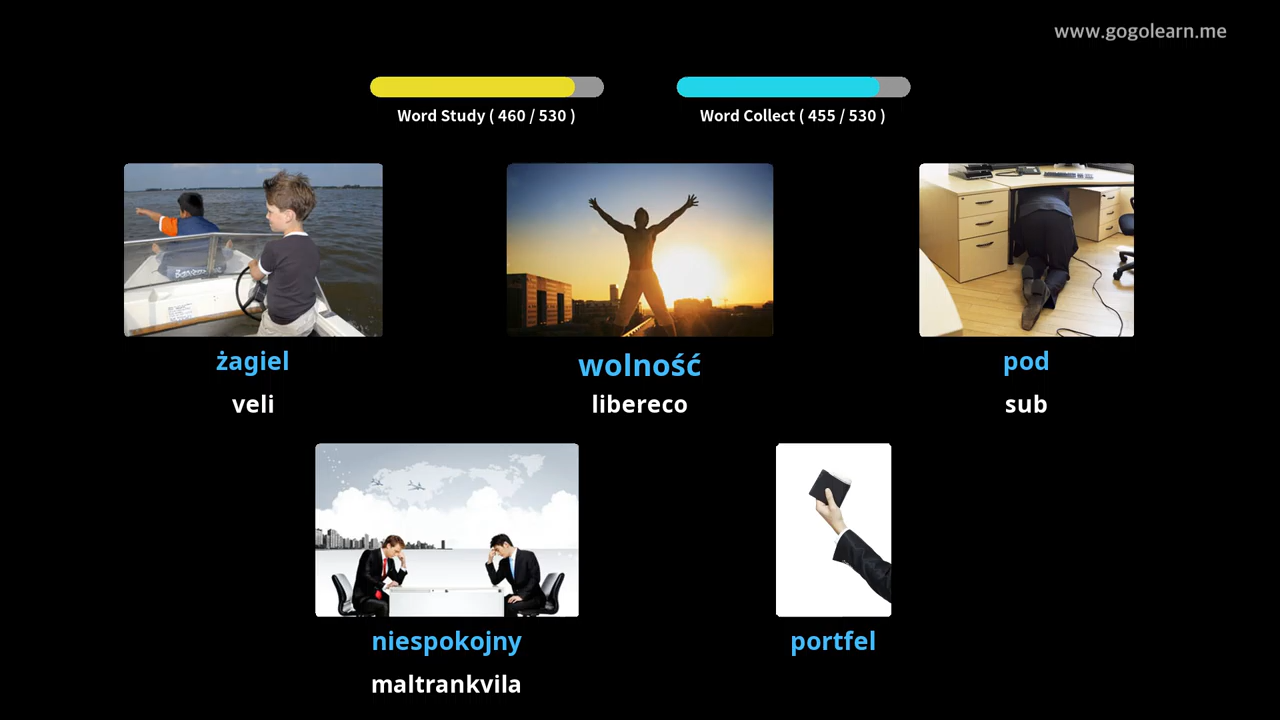 www.gogolearn.me
Word Study ( 460 / 530 )
Word Collect ( 455 / 530 )
żagiel
wolność
pod
veli
libereco
sub
niespokojny
portfel
maltrankvila